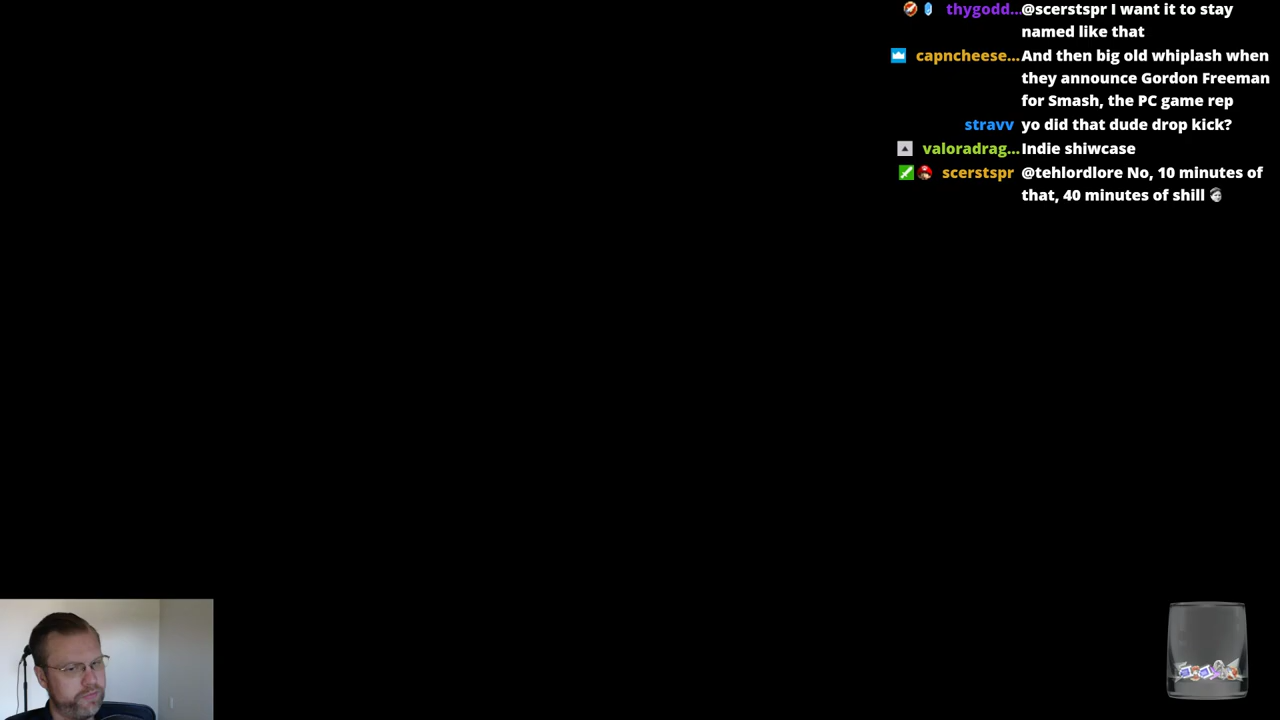 thygodd... @scerstspr I want it to stay
named like that
capncheese... And then big old whiplash when
they announce Gordon Freeman
for Smash, the PC game rep
stravv yo did that dude drop kick?
valoradrag... Indie shiwcase
scerstspr @tehlordlore No, 10 minutes of
that, 40 minutes of shill